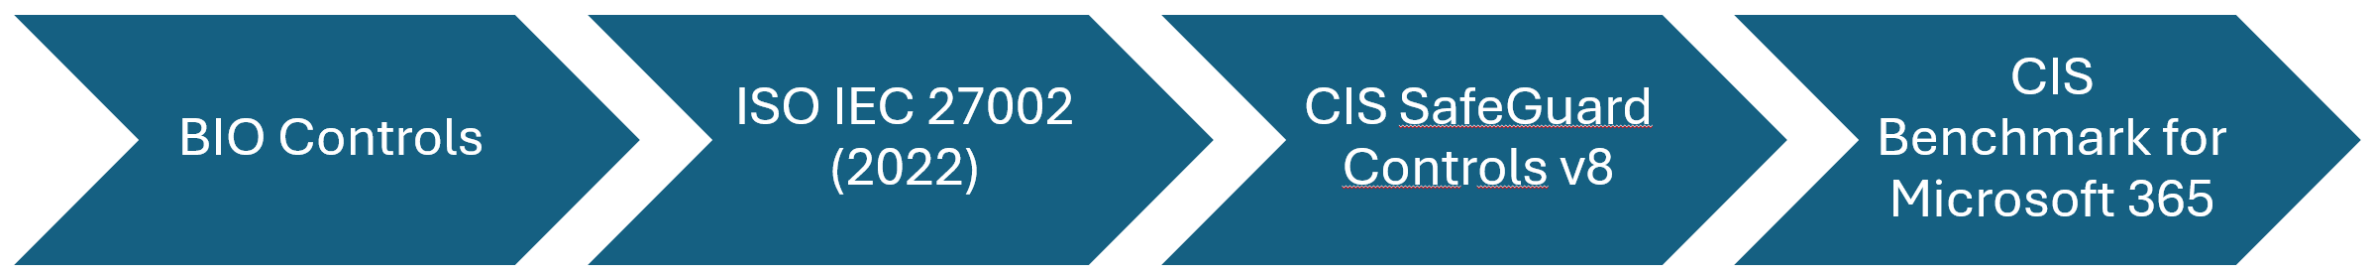 BIO Controls
ISO IEC 27002
(2022)
CIS SafeGuard
Controls v8
CIS
Benchmark for
Microsoft 365